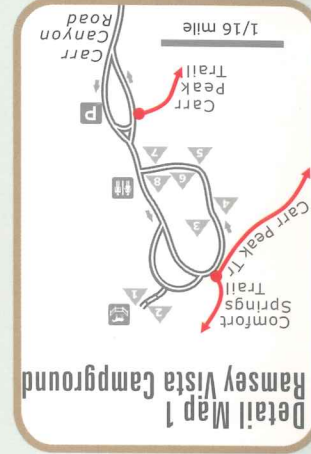 Detail Map 1
Ramsey Vista Campground
Comfort
Springs
Trail
Carr Peak Tr
1
2
3
4
5
6
7
8
P
Carr
Peak
Trail
Carr
Canyon
Road
1/16 mile